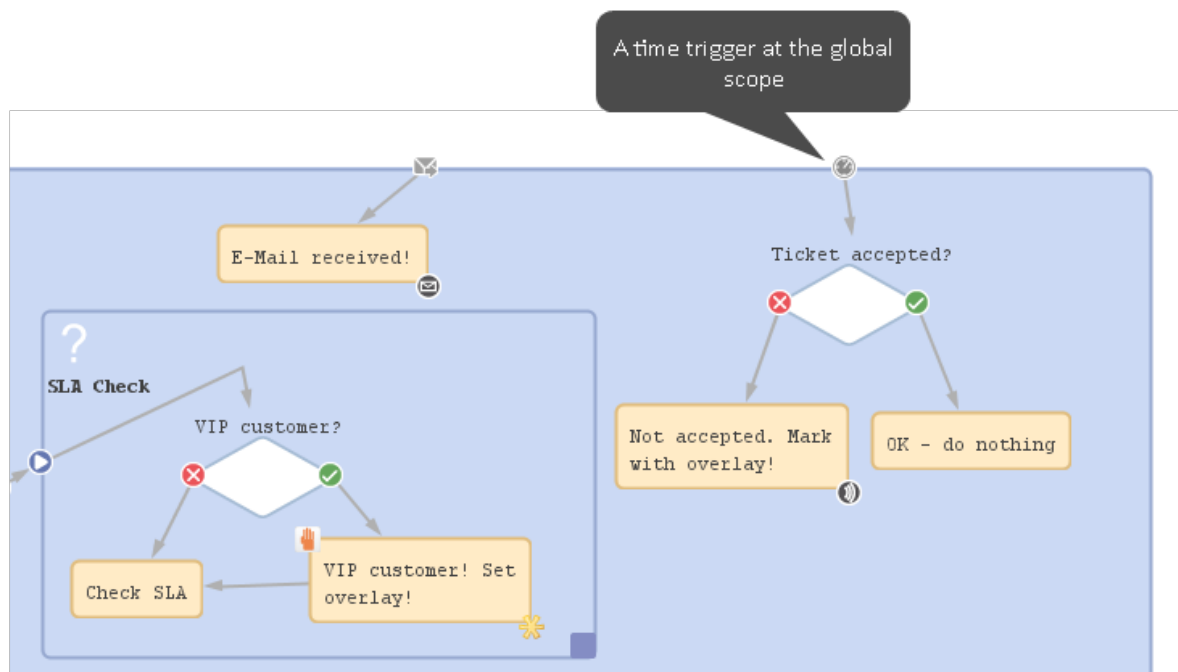 A time trigger at the global
scope
E-Mail received!
Ticket accepted?
?
SLA Check
VIP customer?
Not accepted. Mark
with overlay!
OK - do nothing
Check SLA
VIP customer! Set
overlay!